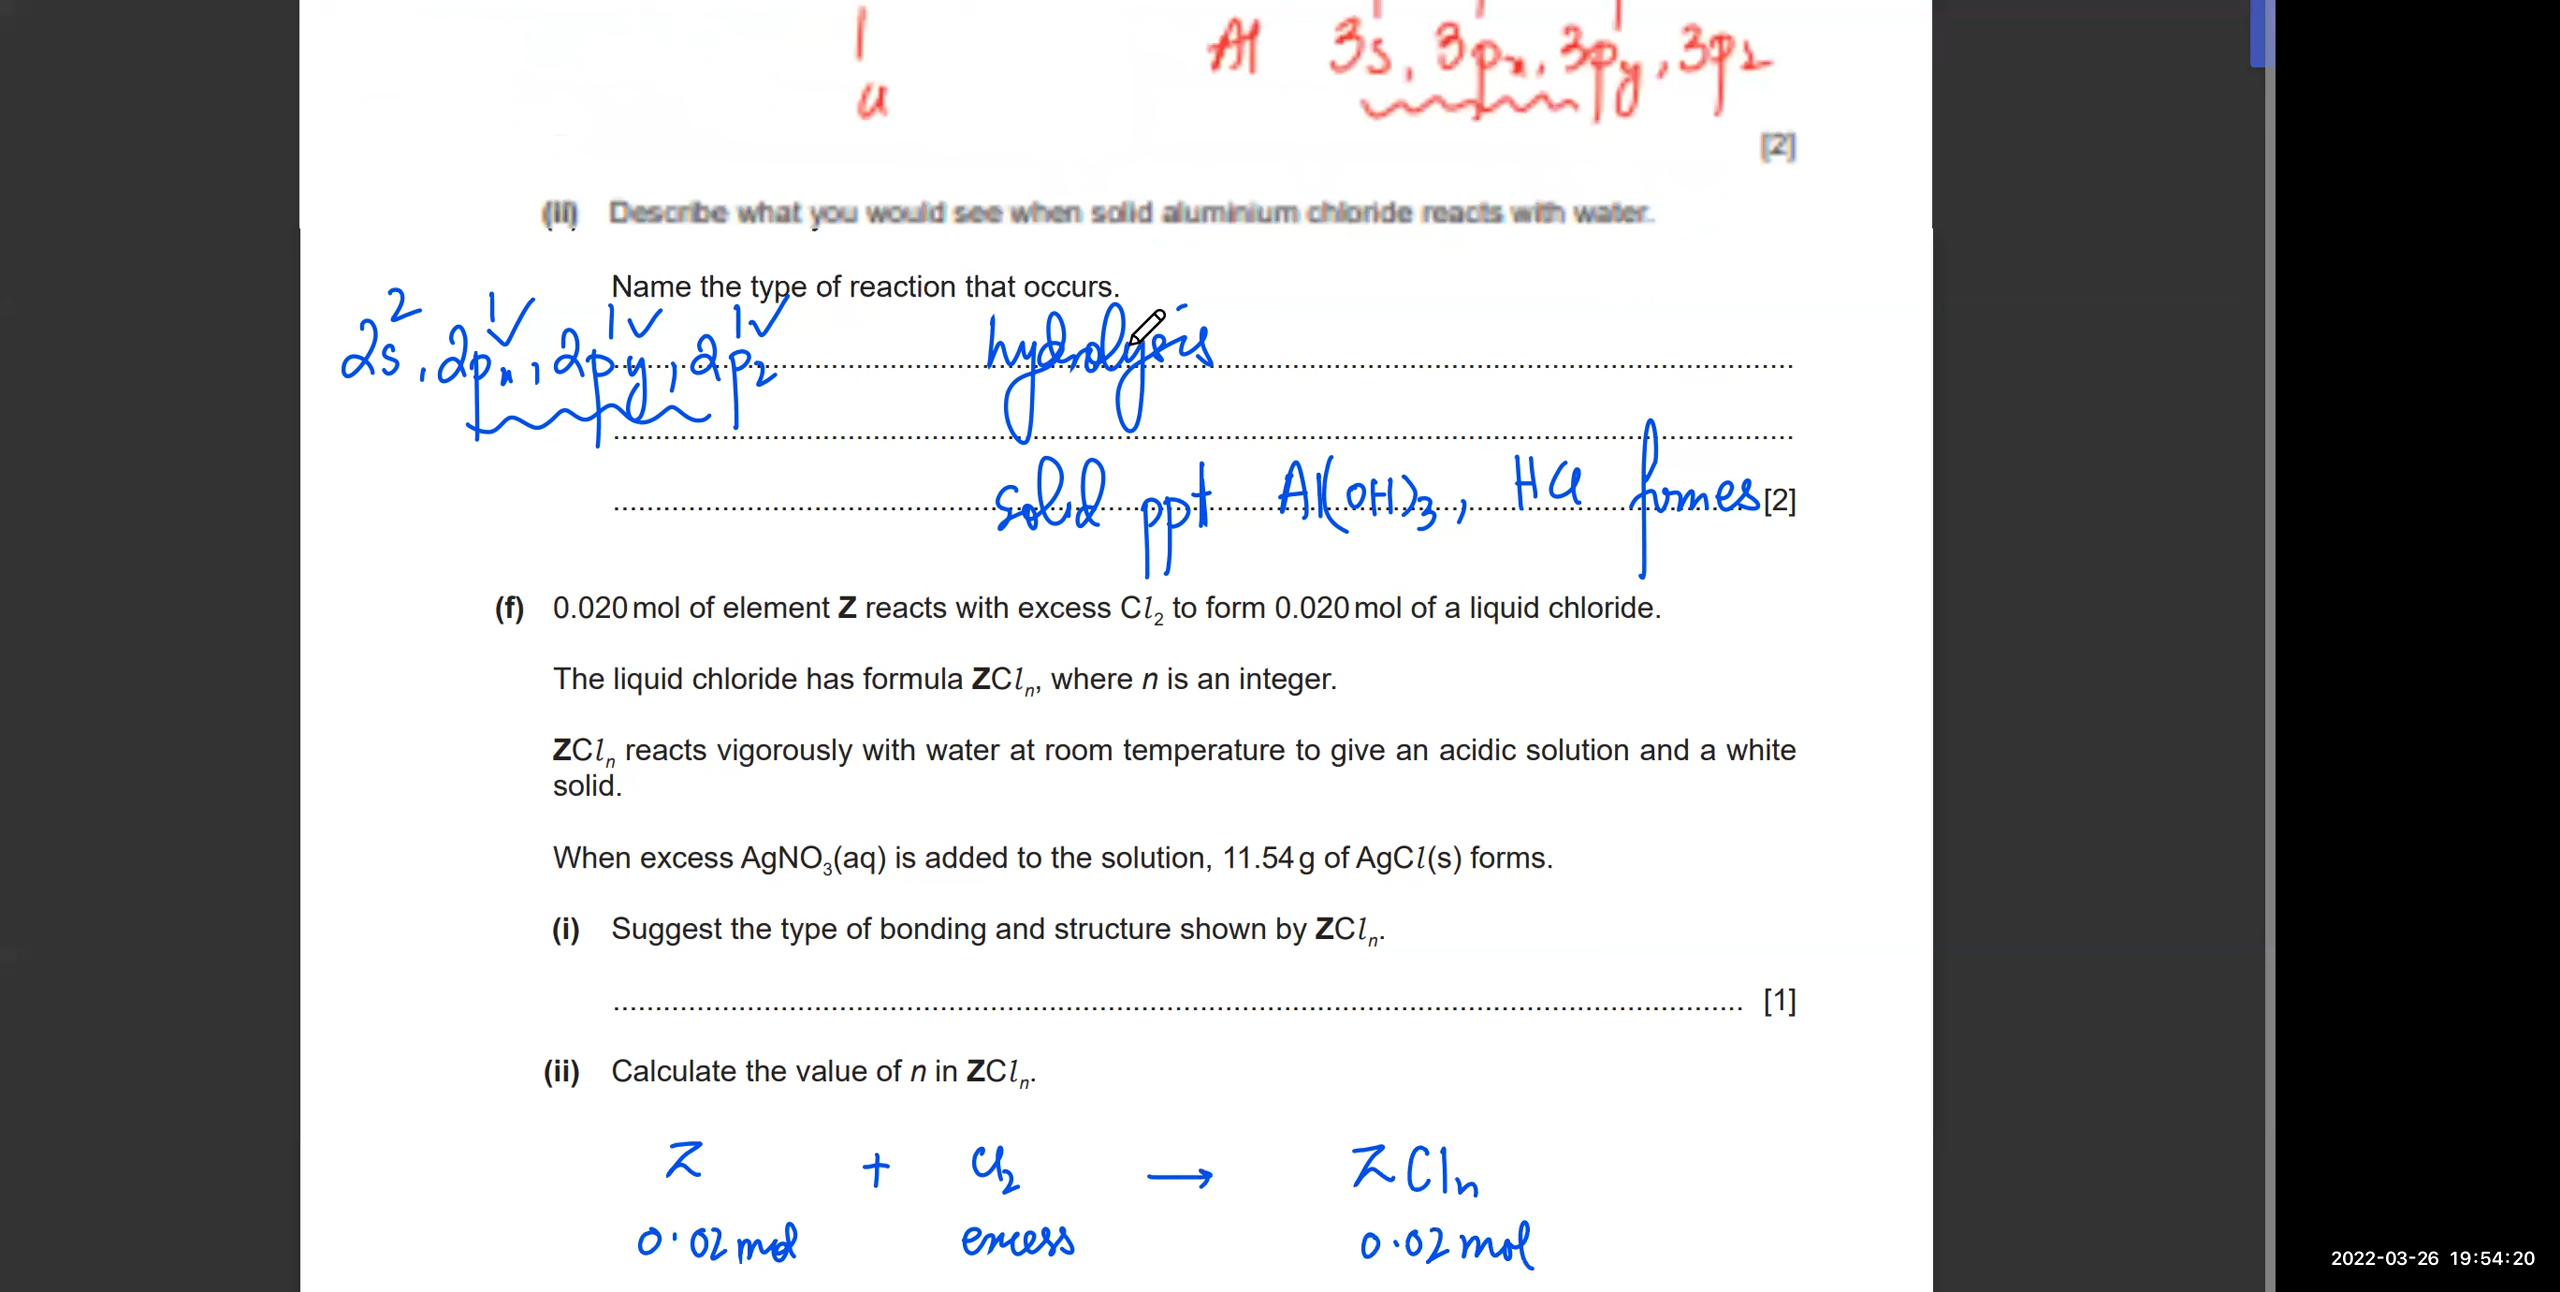 Al 3s, 3px, 3py, 3pz
[2]
(ii) Describe what you would see when solid aluminium chloride reacts with water.
Name the type of reaction that occurs.
2s², 2px¹✓, 2py¹✓, 2pz¹✓
hydrolysis
solid ppt Al(OH)₃, HCl fumes [2]
(f) 0.020 mol of element Z reacts with excess Cl₂ to form 0.020 mol of a liquid chloride.
The liquid chloride has formula ZClₙ, where n is an integer.
ZClₙ reacts vigorously with water at room temperature to give an acidic solution and a white
solid.
When excess AgNO₃(aq) is added to the solution, 11.54 g of AgCl(s) forms.
(i) Suggest the type of bonding and structure shown by ZClₙ.
[1]
(ii) Calculate the value of n in ZClₙ.
Z + Cl₂ → ZClₙ
0.02 mol excess 0.02 mol
2022-03-26 19:54:20